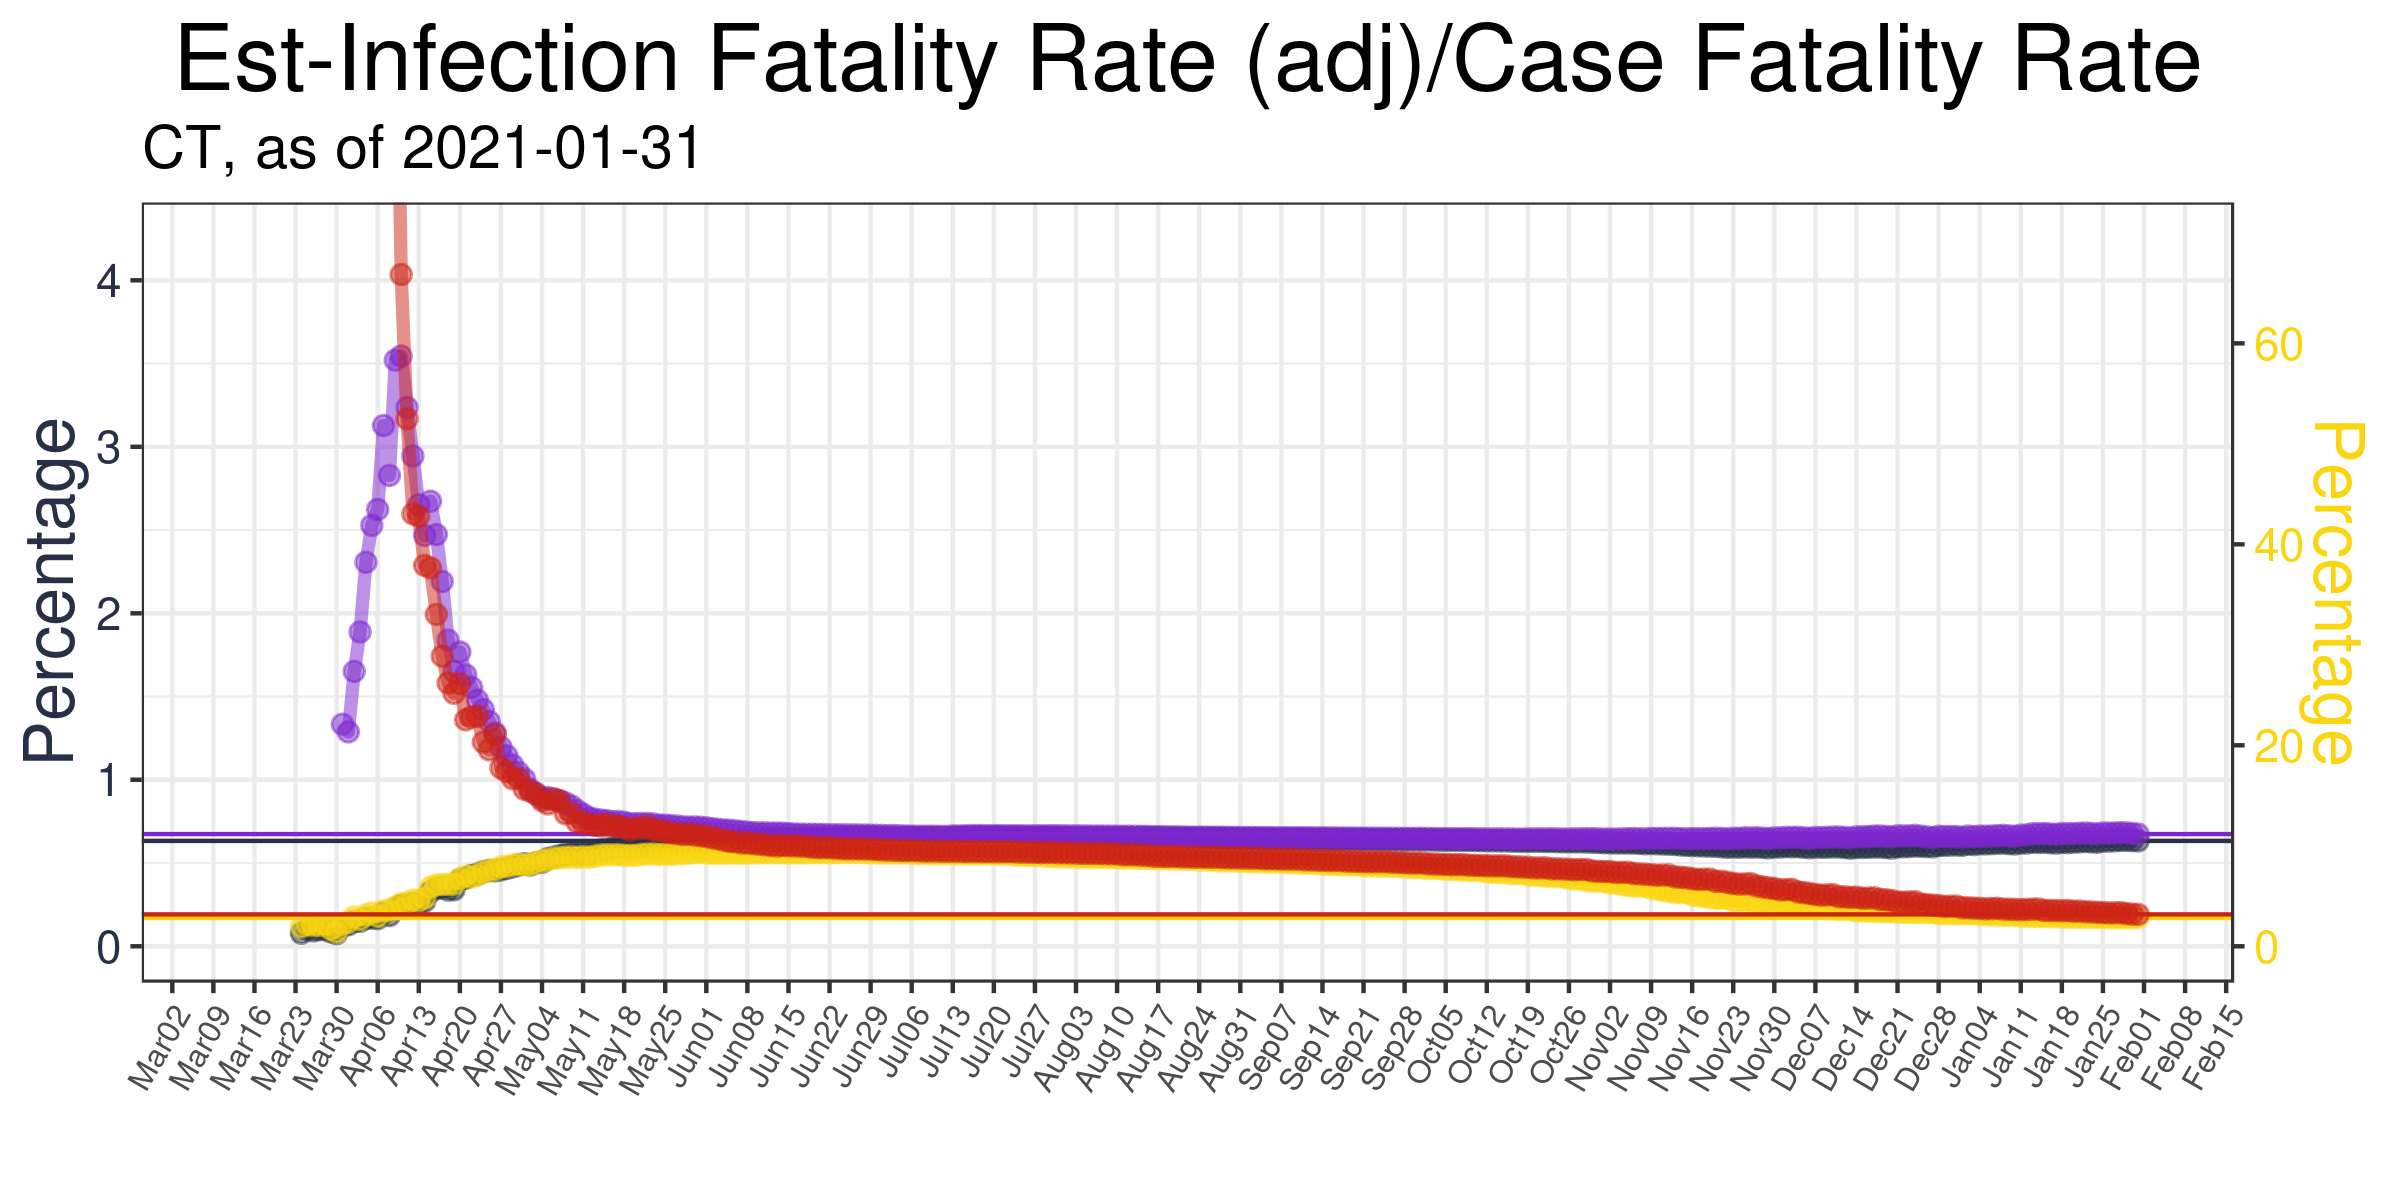 Est-Infection Fatality Rate (adj)/Case Fatality Rate
CT, as of 2021-01-31
Percentage
4
3
2
1
0
60
40
20
0
Percentage
Mar02
Mar09
Mar16
Mar23
Mar30
Apr06
Apr13
Apr20
Apr27
May04
May11
May18
May25
Jun01
Jun08
Jun15
Jun22
Jun29
Jul06
Jul13
Jul20
Jul27
Aug03
Aug10
Aug17
Aug24
Aug31
Sep07
Sep14
Sep21
Sep28
Oct05
Oct12
Oct19
Oct26
Nov02
Nov09
Nov16
Nov23
Nov30
Dec07
Dec14
Dec21
Dec28
Jan04
Jan11
Jan18
Jan25
Feb01
Feb08
Feb15